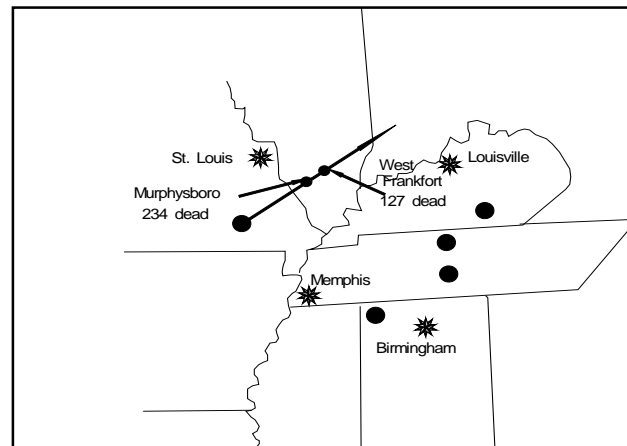 St. Louis
West
Louisville
Frankfort
127 dead
Murphysboro
234 dead
Memphis
Birmingham